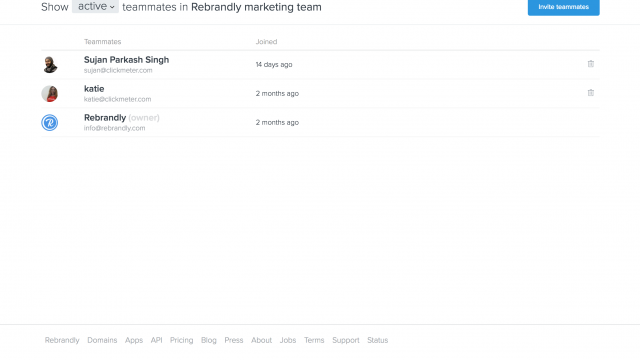 Show active teammates in Rebrandly marketing team
Invite teammates
Teammates Joined
Sujan Parkash Singh
sujan@clickmeter.com
14 days ago
katie
katie@clickmeter.com
2 months ago
Rebrandly (owner)
info@rebrandly.com
2 months ago
Rebrandly Domains Apps API Pricing Blog Press About Jobs Terms Support Status